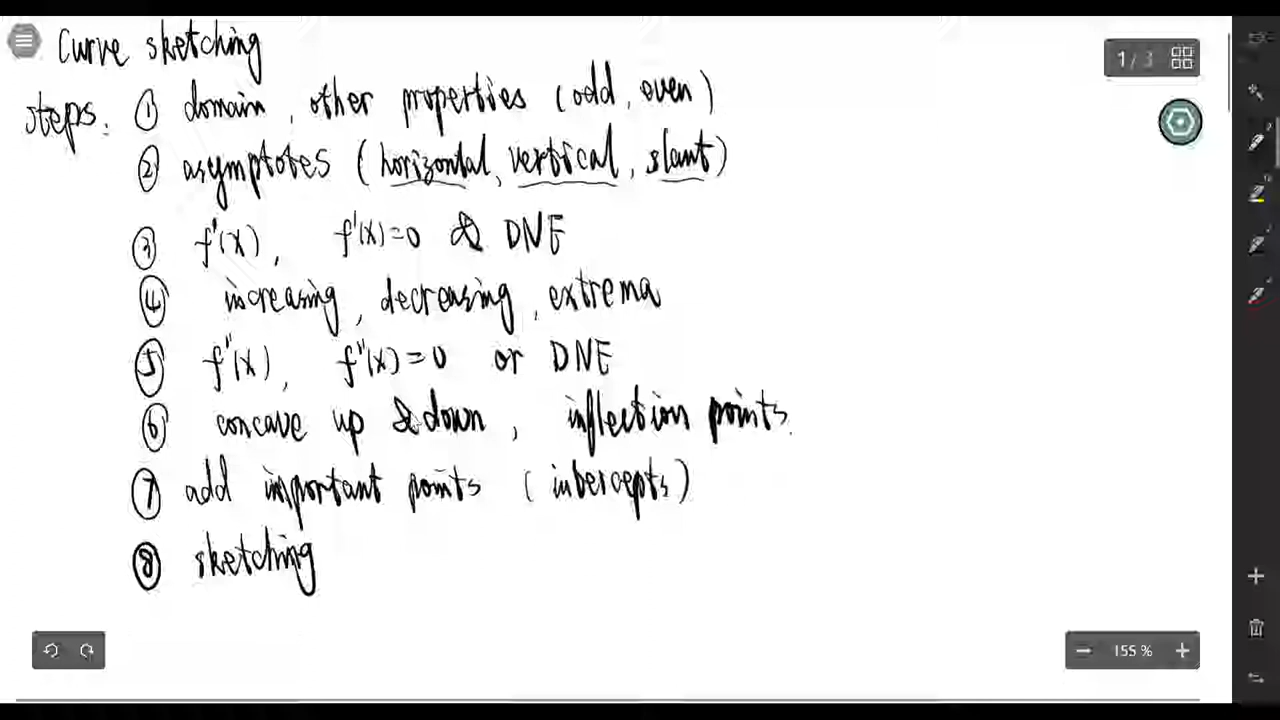 Curve sketching
steps: ① domain, other properties (odd, even)
② asymptotes (horizontal, vertical, slant)
③ f'(x), f'(x)=0 & DNE
④ increasing, decreasing, extrema
⑤ f''(x), f''(x)=0 or DNE
⑥ concave up & down, inflection points.
⑦ add important points (intercepts)
⑧ sketching
1/3
155 %